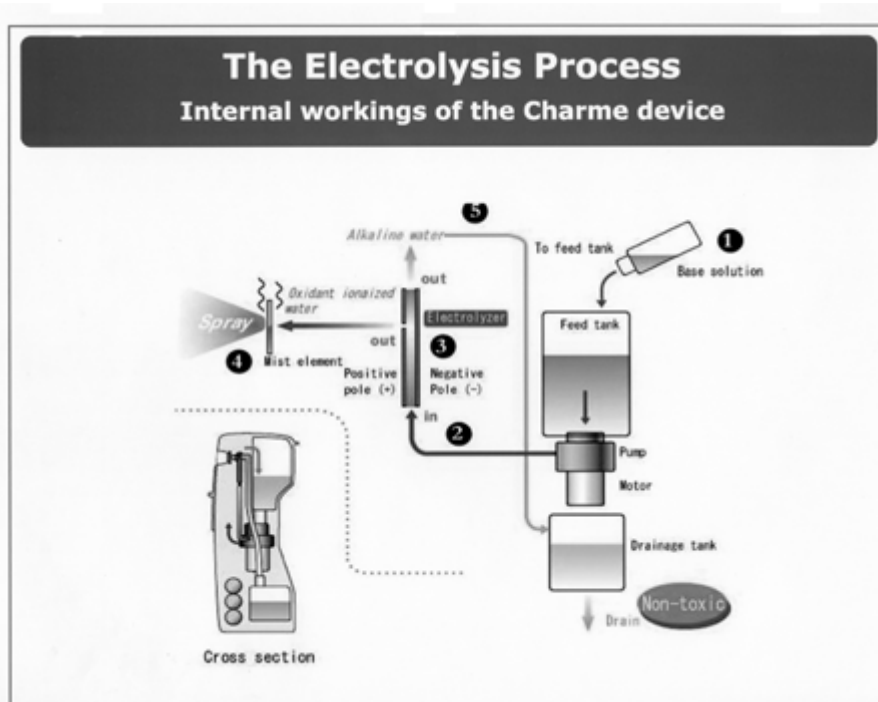 The Electrolysis Process
Internal workings of the Charme device
5
Alkaline water
To feed tank
1
Base solution
out
Oxidant ionaized
water
Electrolyzer
Feed tank
Spray
out
3
4
Mist element
Positive
pole (+)
Negative
Pole (-)
in
2
Pump
Motor
Drainage tank
Non-toxic
Drain
Cross section